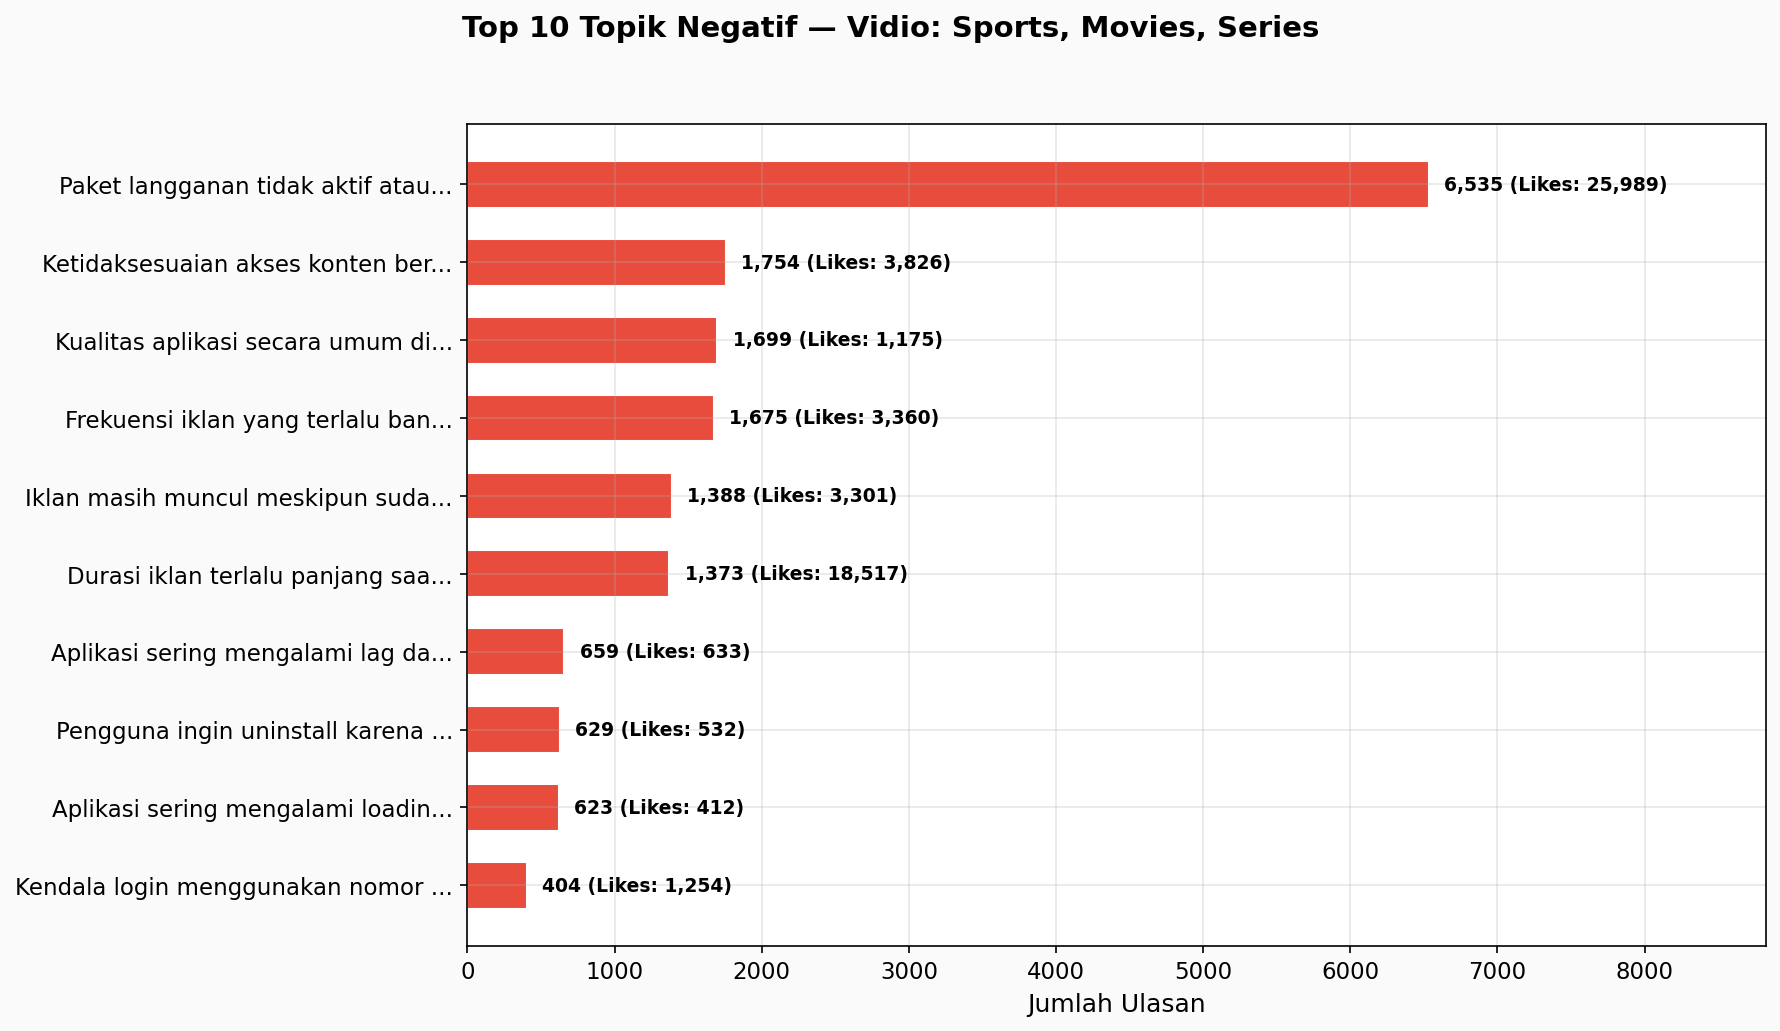 Top 10 Topik Negatif — Vidio: Sports, Movies, Series
Paket langganan tidak aktif atau... 6,535 (Likes: 25,989)
Ketidaksesuaian akses konten ber... 1,754 (Likes: 3,826)
Kualitas aplikasi secara umum di... 1,699 (Likes: 1,175)
Frekuensi iklan yang terlalu ban... 1,675 (Likes: 3,360)
Iklan masih muncul meskipun suda... 1,388 (Likes: 3,301)
Durasi iklan terlalu panjang saa... 1,373 (Likes: 18,517)
Aplikasi sering mengalami lag da... 659 (Likes: 633)
Pengguna ingin uninstall karena ... 629 (Likes: 532)
Aplikasi sering mengalami loadin... 623 (Likes: 412)
Kendala login menggunakan nomor ... 404 (Likes: 1,254)
0 1000 2000 3000 4000 5000 6000 7000 8000
Jumlah Ulasan